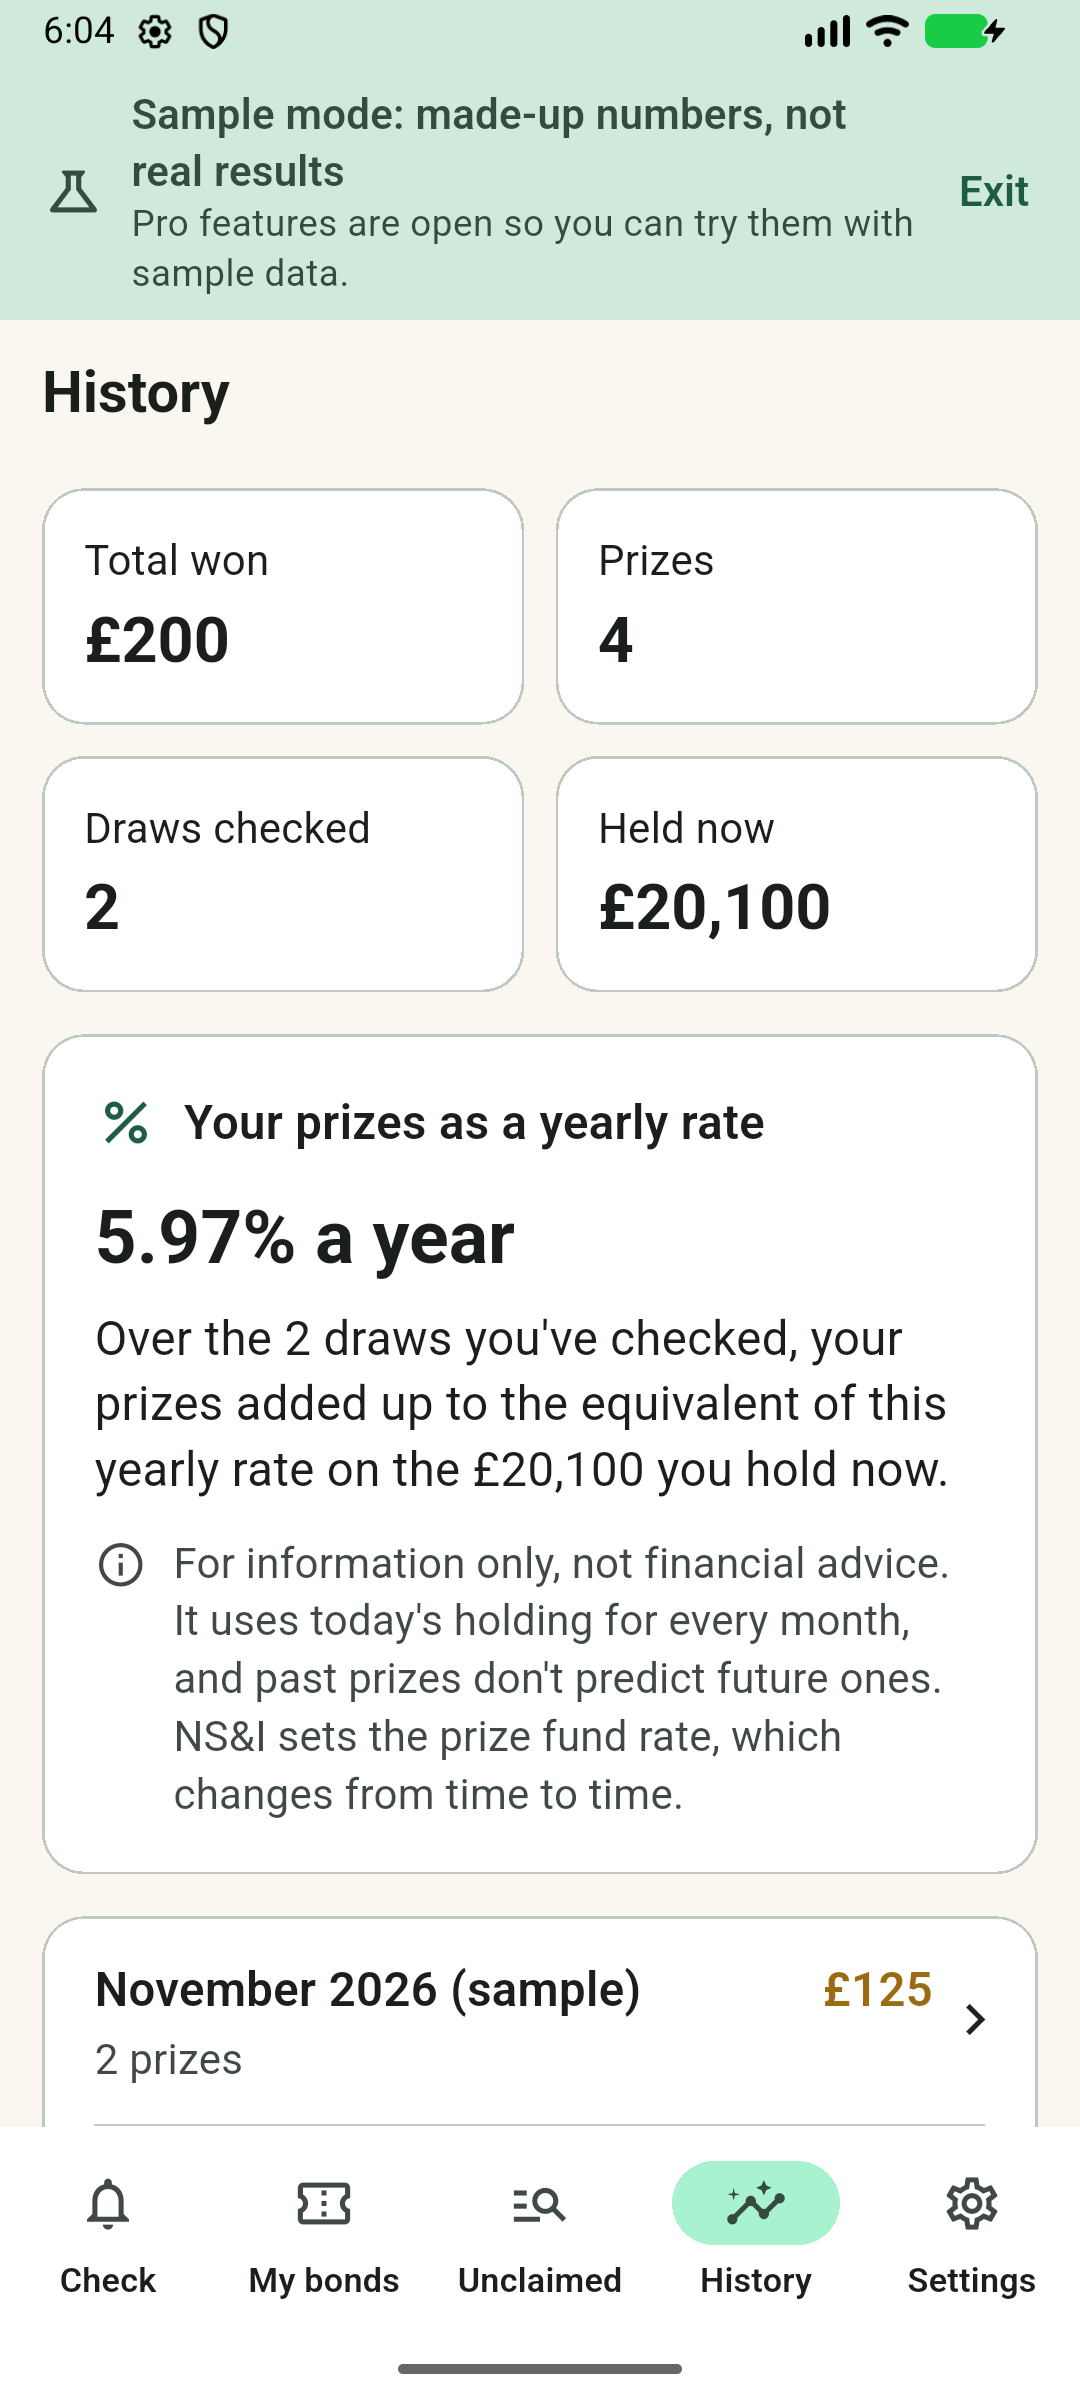 6:04
Sample mode: made-up numbers, not
real results
Pro features are open so you can try them with
sample data.
Exit
History
Total won
£200
Prizes
4
Draws checked
2
Held now
£20,100
Your prizes as a yearly rate
5.97% a year
Over the 2 draws you've checked, your
prizes added up to the equivalent of this
yearly rate on the £20,100 you hold now.
For information only, not financial advice.
It uses today's holding for every month,
and past prizes don't predict future ones.
NS&I sets the prize fund rate, which
changes from time to time.
November 2026 (sample)
£125
2 prizes
Check
My bonds
Unclaimed
History
Settings